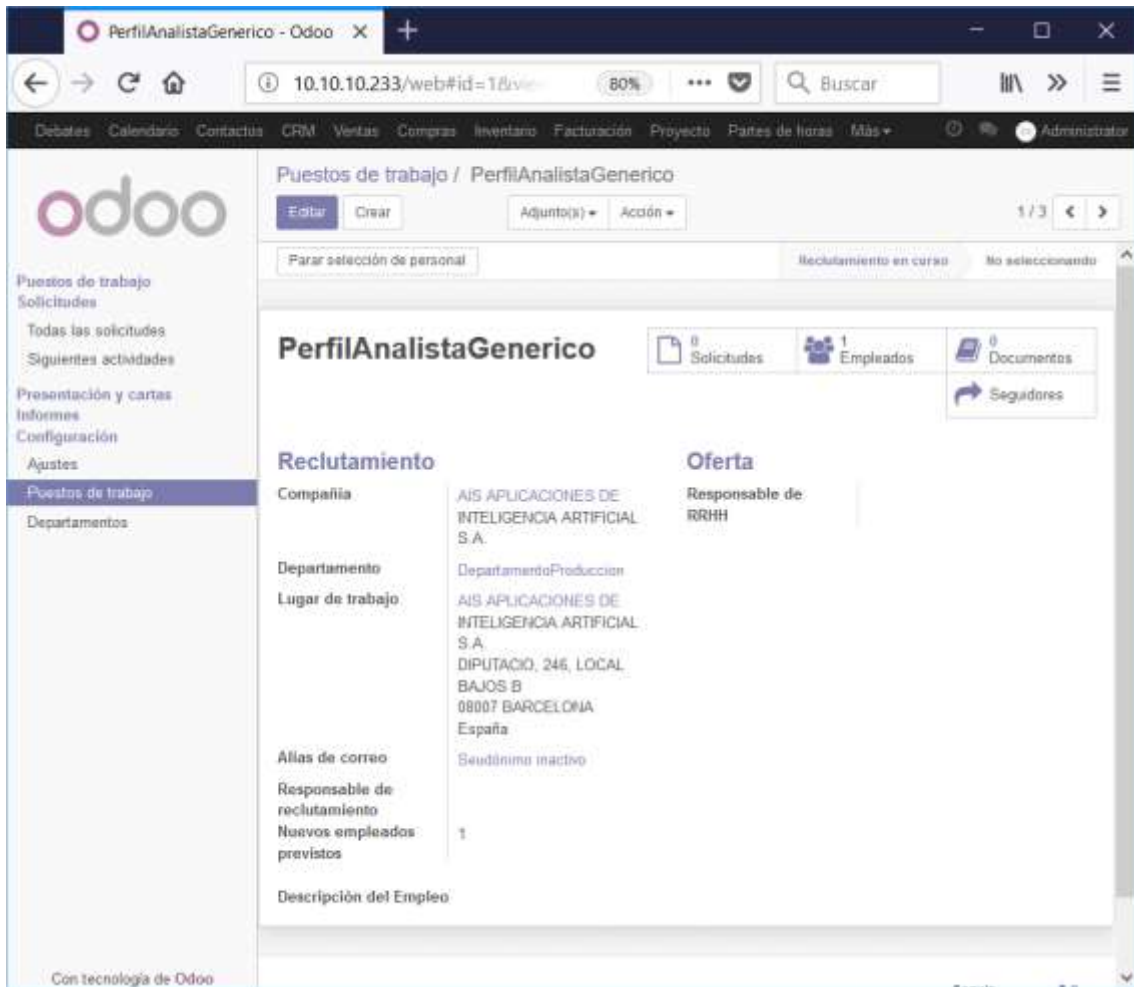 PerfilAnalistaGenerico - Odoo
10.10.10.233/web#id=1&vie
80%
Buscar
Debates Calendario Contactos CRM Ventas Compras Inventario Facturación Proyecto Partes de horas Más Administrator
odoo
Puestos de trabajo / PerfilAnalistaGenerico
Editar Crear Adjunto(s) Acción 1 / 3
Parar selección de personal Reclutamiento en curso No seleccionando
Puestos de trabajo
Solicitudes
Todas las solicitudes
Siguientes actividades
Presentación y cartas
Informes
Configuración
Ajustes
Puestos de trabajo
Departamentos
Con tecnología de Odoo
PerfilAnalistaGenerico
0 Solicitudes
1 Empleados
0 Documentos
Seguidores
Reclutamiento
Compañia AIS APLICACIONES DE
INTELIGENCIA ARTIFICIAL
S.A.
Departamento DepartamentoProduccion
Lugar de trabajo AIS APLICACIONES DE
INTELIGENCIA ARTIFICIAL
S.A.
DIPUTACIO, 246, LOCAL
BAJOS B
08007 BARCELONA
España
Alias de correo Seudónimo inactivo
Responsable de
reclutamiento
Nuevos empleados 1
previstos
Descripción del Empleo
Oferta
Responsable de
RRHH